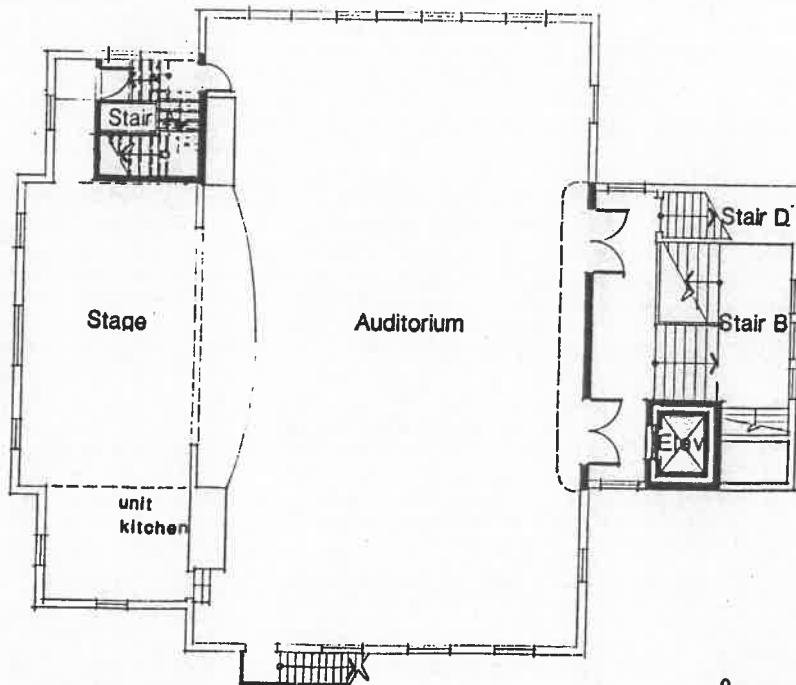 Stair
Stair D
Stage
Auditorium
Stair B
Elev
unit
kitchen